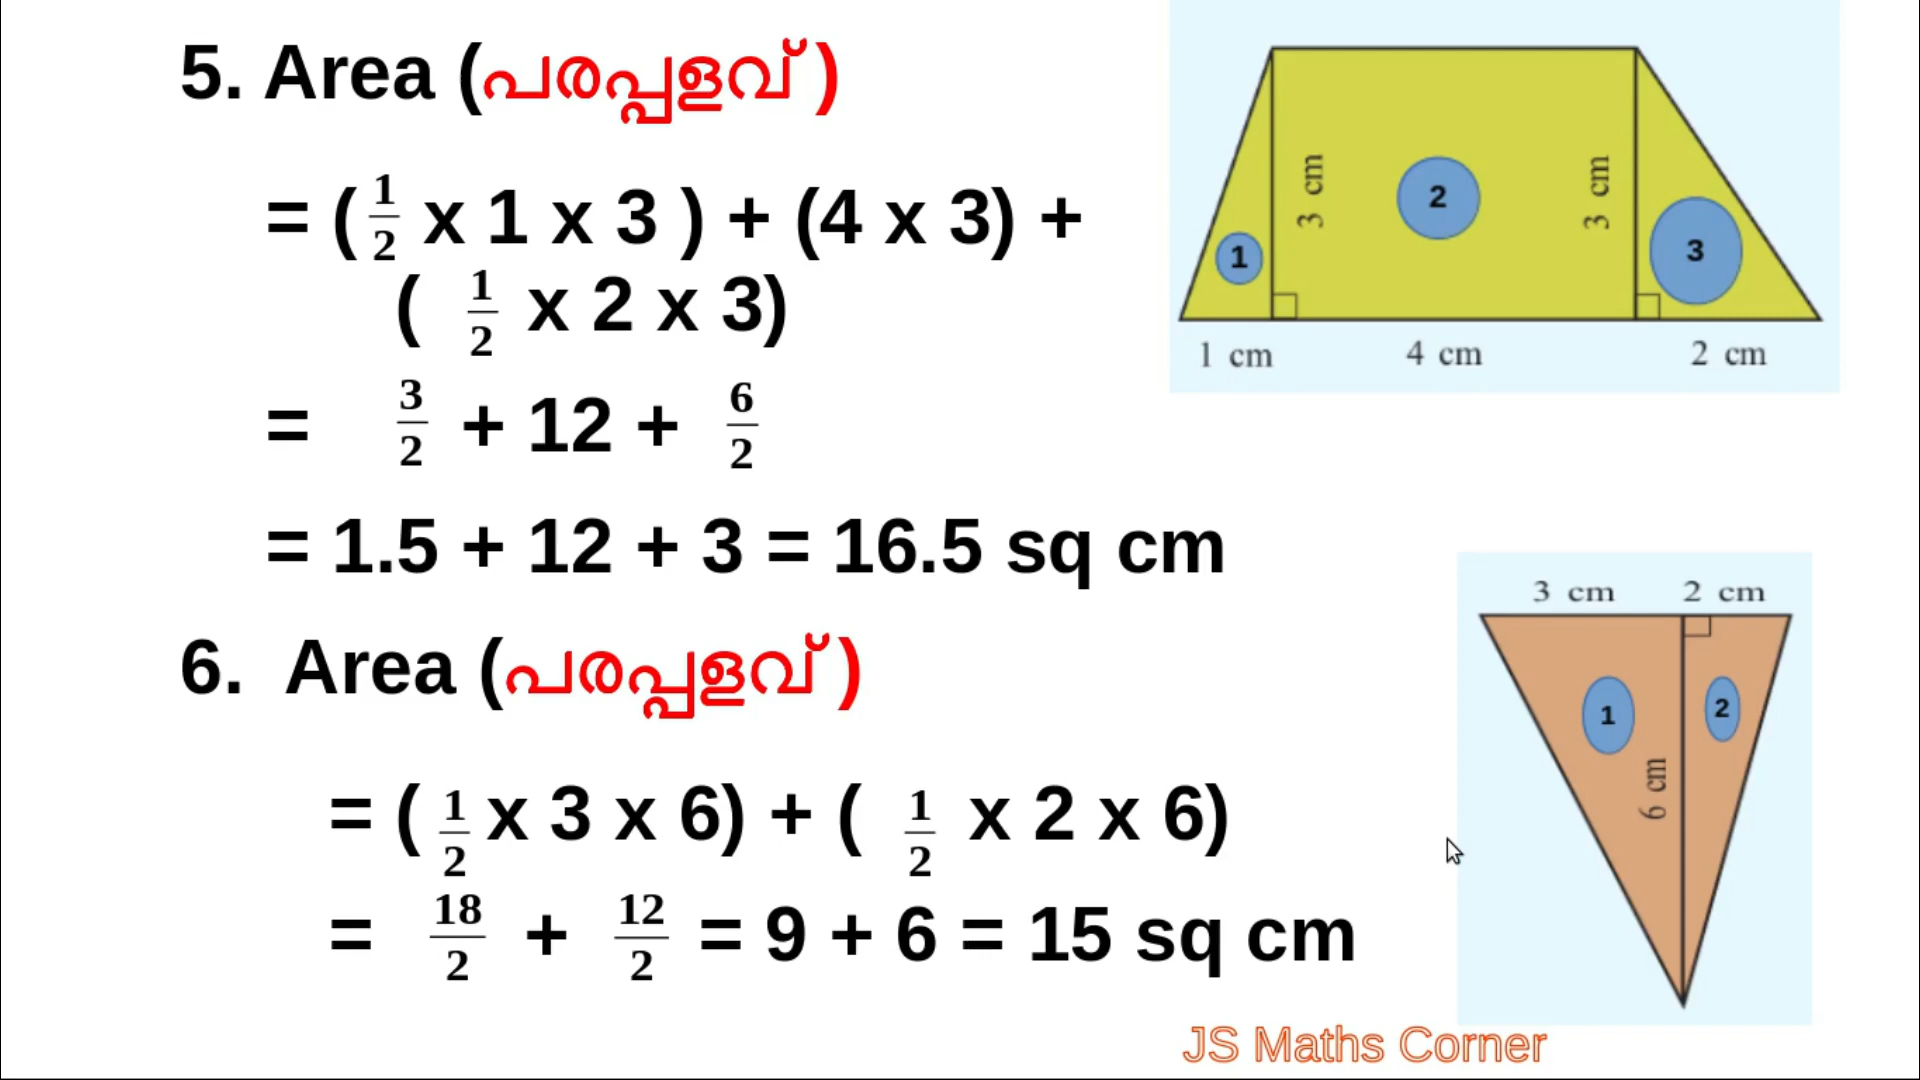 5. Area (പരപ്പളവ് )
= ( 1/2 x 1 x 3 ) + (4 x 3) +
( 1/2 x 2 x 3)
= 3/2 + 12 + 6/2
= 1.5 + 12 + 3 = 16.5 sq cm
3 cm
2
3 cm
1
3
1 cm 4 cm 2 cm
6. Area (പരപ്പളവ് )
= ( 1/2 x 3 x 6) + ( 1/2 x 2 x 6)
= 18/2 + 12/2 = 9 + 6 = 15 sq cm
3 cm 2 cm
1
2
6 cm
JS Maths Corner